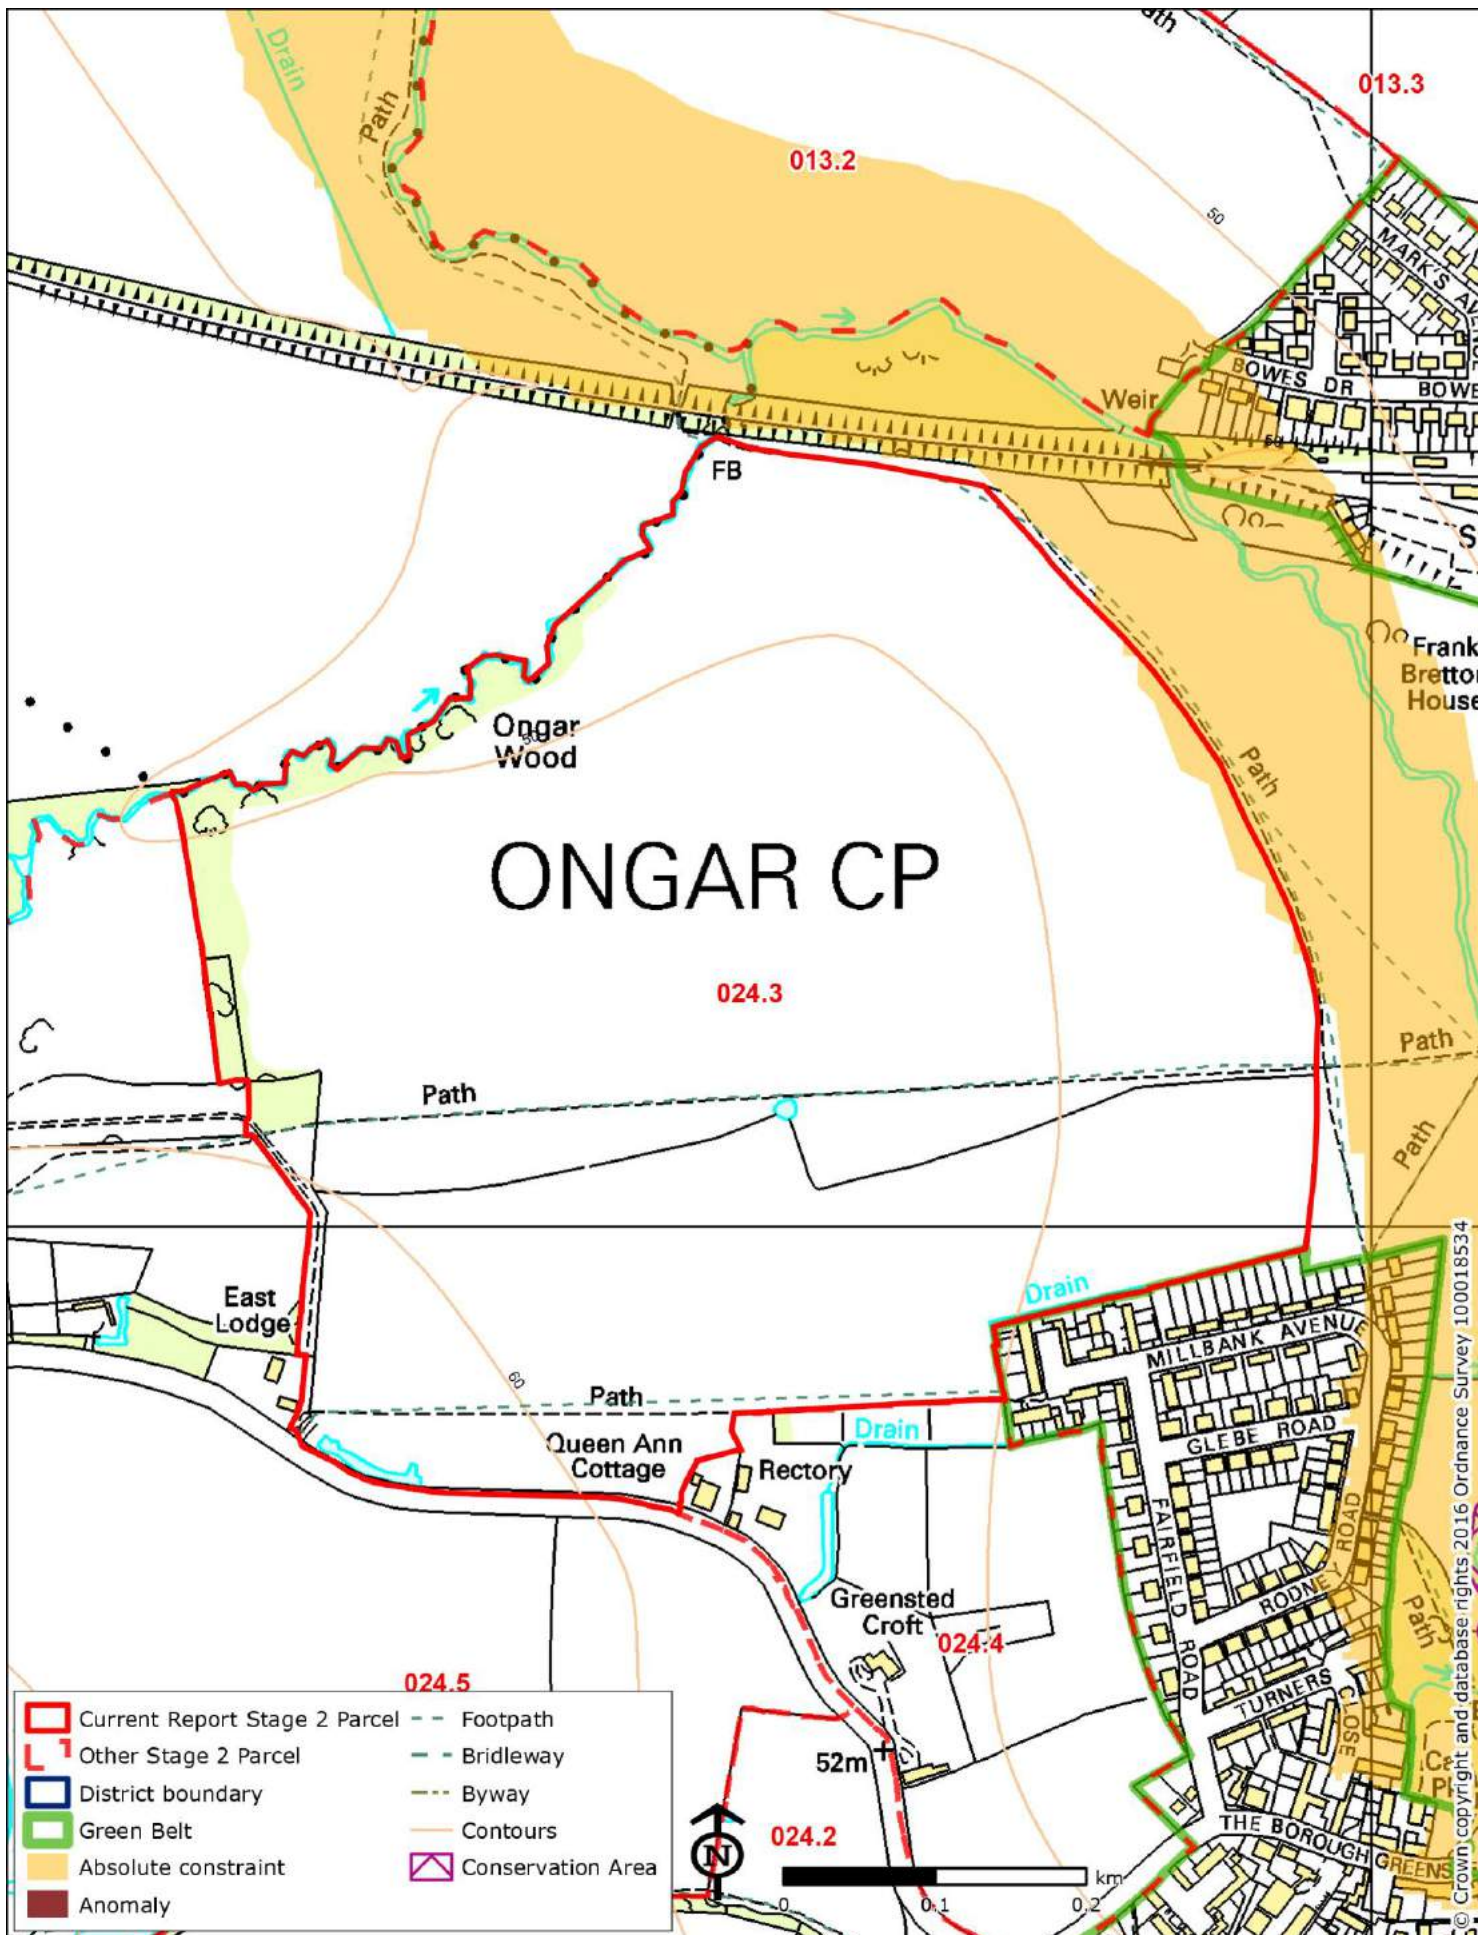 ath
013.3
Drain
Path
013.2
50
MARK'S AVENUE
BOWES DR
BOWE
Weir
50
FB
S
Frank
Bretton
House
Ongar
Wood
50
Path
ONGAR CP
024.3
Path
Path
Path
East
Lodge
Drain
MILLBANK AVENUE
60
Path
Queen Ann
Cottage
Rectory
Drain
GLEBE ROAD
FAIRFIELD ROAD
RODNEY ROAD
Path
Greensted
Croft
024.4
TURNERS CLOSE
024.5
52m
Ca
P
024.2
THE BOROUGH
GREENS
Current Report Stage 2 Parcel
Other Stage 2 Parcel
District boundary
Green Belt
Absolute constraint
Anomaly
Footpath
Bridleway
Byway
Contours
Conservation Area
N
km
0 0.1 0.2
© Crown copyright and database rights 2016 Ordnance Survey 100018534